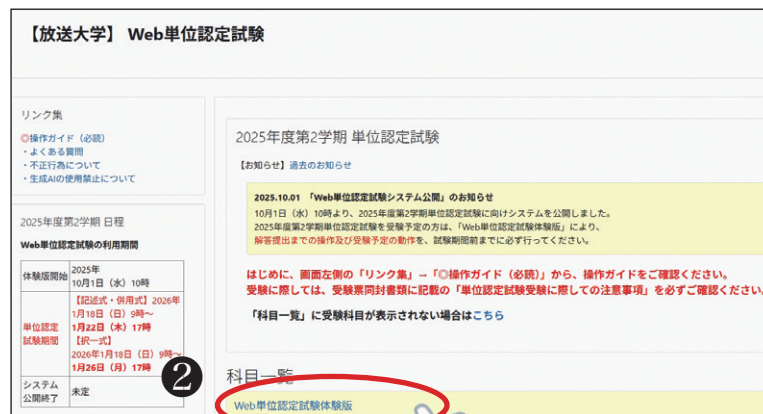 【放送大学】 Web単位認定試験
リンク集
◎操作ガイド（必読）
・よくある質問
・不正行為について
・生成AIの使用禁止について
2025年度第2学期 日程
Web単位認定試験の利用期間
体験版開始
2025年
10月1日（水）10時
単位認定
試験期間
【記述式・併用式】2026年
1月18日（日）9時～
1月22日（木）17時
【択一式】
2026年1月18日（日）9時～
1月26日（月）17時
システム
公開終了
未定
❷
2025年度第2学期 単位認定試験
【お知らせ】過去のお知らせ
2025.10.01 「Web単位認定試験システム公開」のお知らせ
10月1日（水）10時より、2025年度第2学期単位認定試験に向けシステムを公開しました。
2025年度第2学期単位認定試験を受験予定の方は、「Web単位認定試験体験版」により、
解答提出までの操作及び受験予定の動作を、試験期間前までに必ず行ってください。
はじめに、画面左側の「リンク集」→「◎操作ガイド（必読）」から、操作ガイドをご確認ください。
受験に際しては、受験票同封書類に記載の「単位認定試験受験に際しての注意事項」を必ずご確認ください。
「科目一覧」に受験科目が表示されない場合はこちら
科目一覧
Web単位認定試験体験版